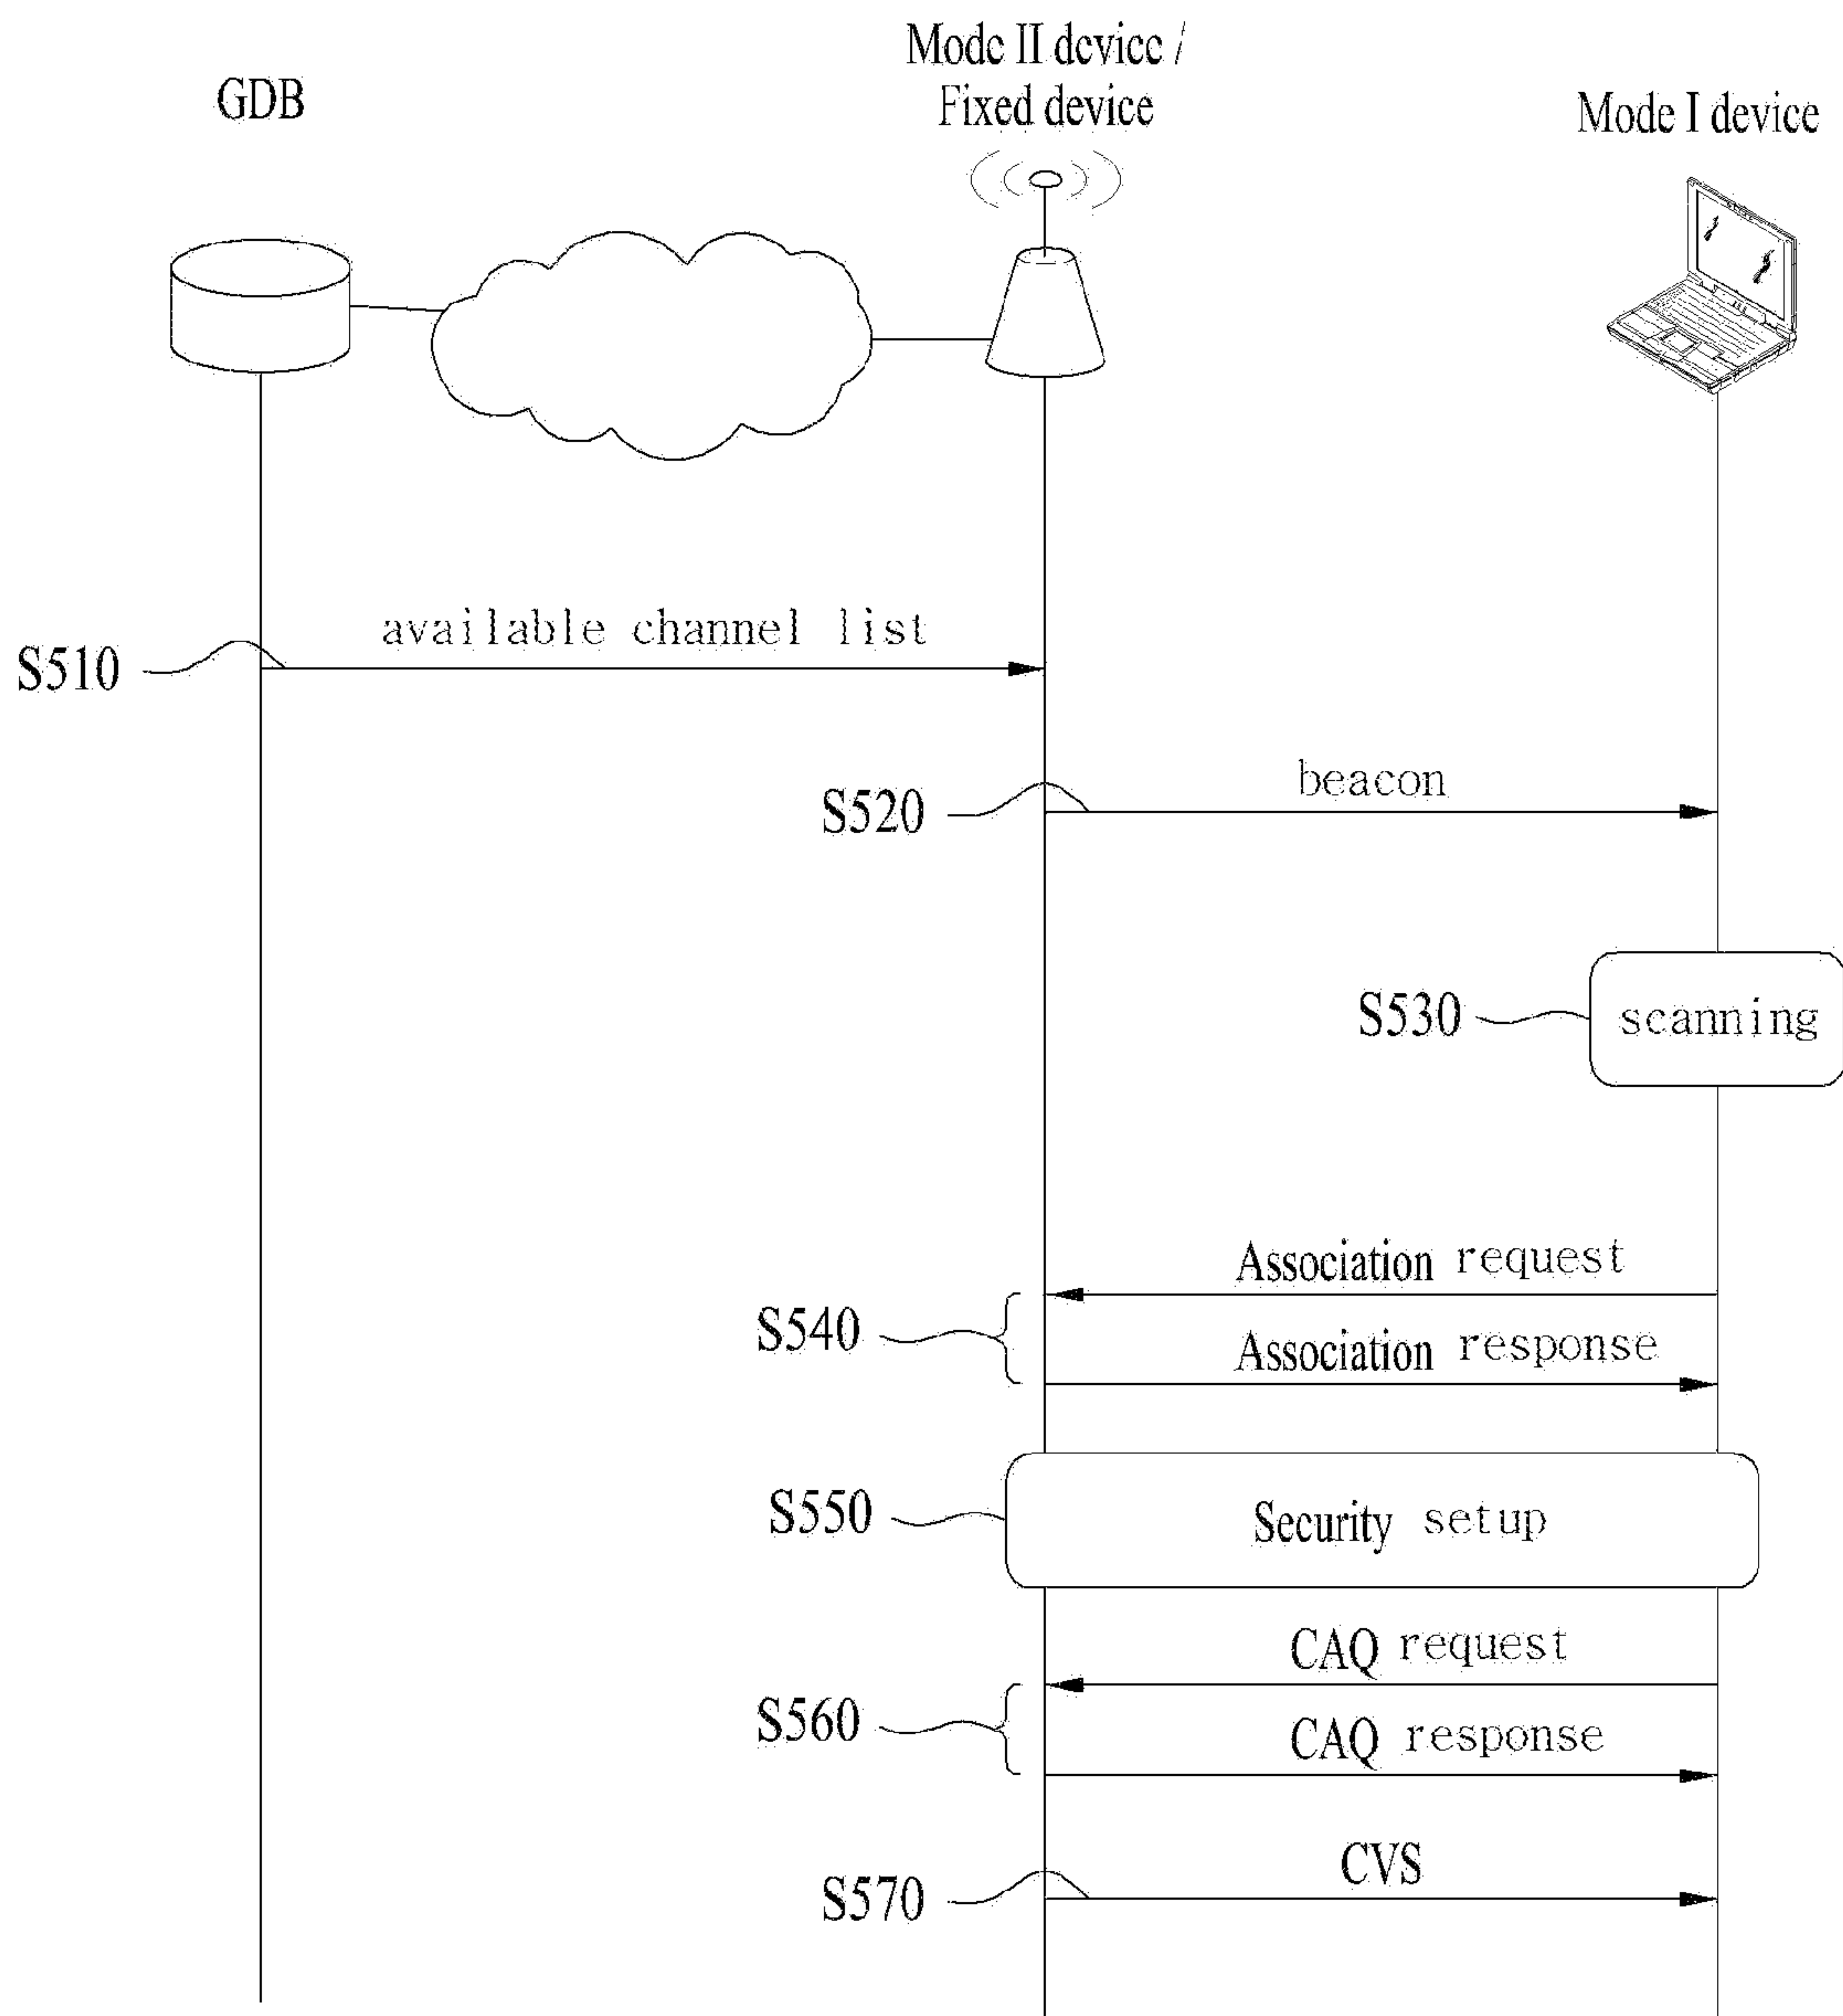 GDB
Mode II device /
Fixed device
Mode I device
available channel list
S510
beacon
S520
S530
scanning
Association request
S540
Association response
S550
Security setup
CAQ request
S560
CAQ response
CVS
S570